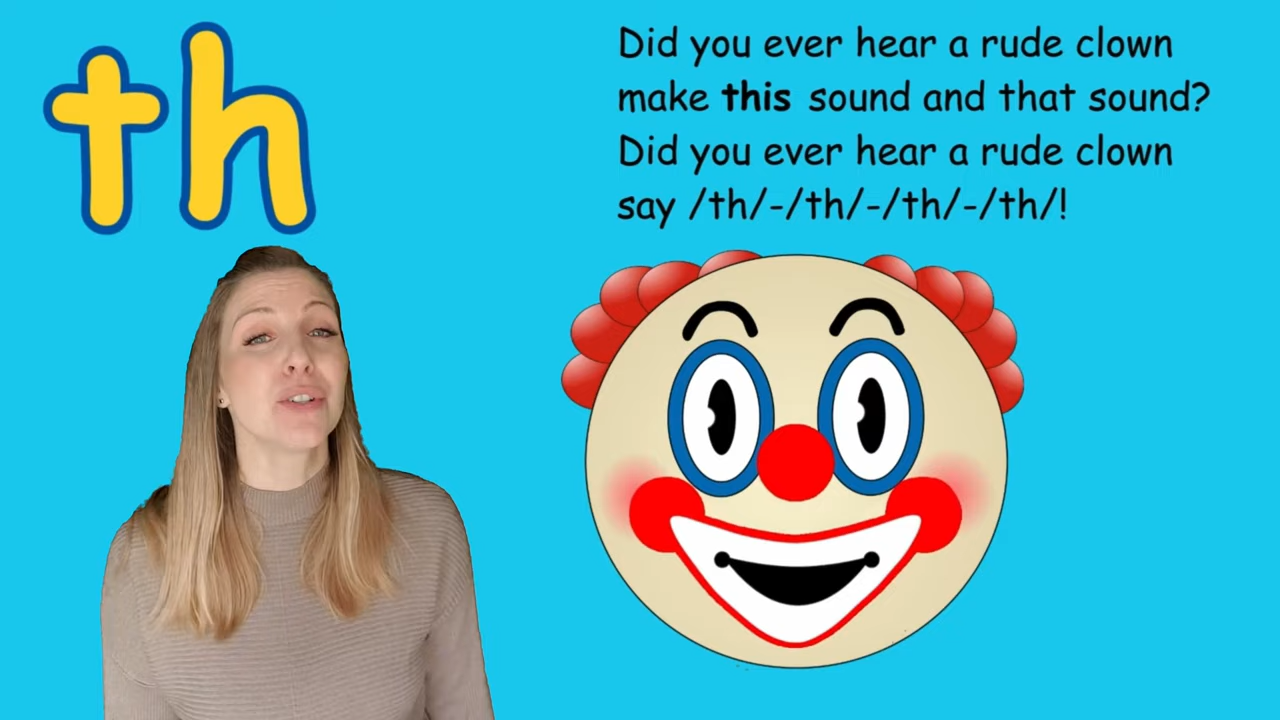 th
Did you ever hear a rude clown
make this sound and that sound?
Did you ever hear a rude clown
say /th/-/th/-/th/-/th/!